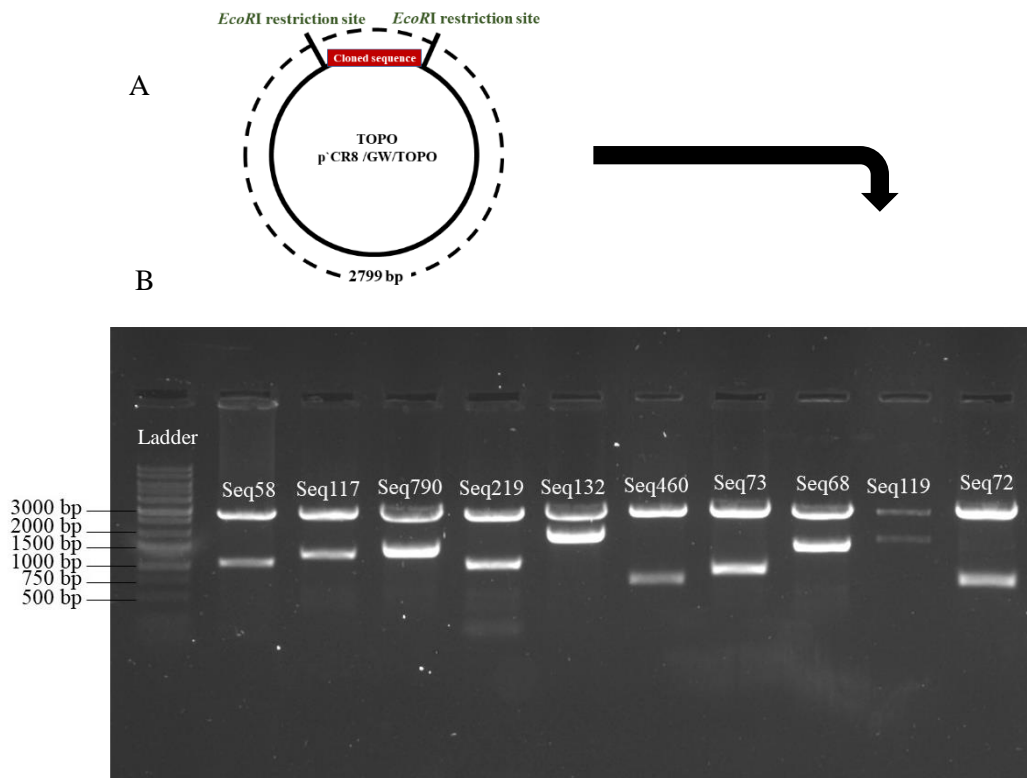 EcoRI restriction site EcoRI restriction site
Cloned sequence
A
TOPO
p`CR8 /GW/TOPO
2799 bp
B
Ladder
Seq58 Seq117 Seq790 Seq219 Seq132 Seq460 Seq73 Seq68 Seq119 Seq72
3000 bp
2000 bp
1500 bp
1000 bp
750 bp
500 bp